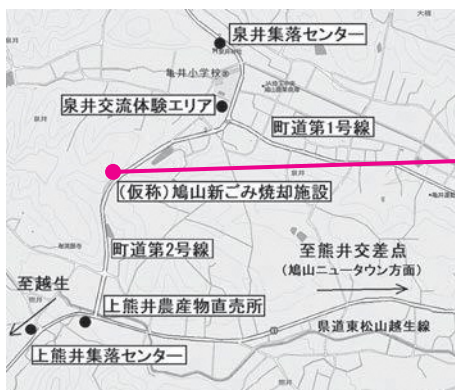 大橋
泉井集落センター
亀井小学校
泉井交流体験エリア
町道第1号線
泉井
(仮称)鳩山新ごみ焼却施設
町道第2号線
至熊井交差点
(鳩山ニュータウン方面)
至越生
上熊井農産物直売所
県道東松山越生線
上熊井集落センター